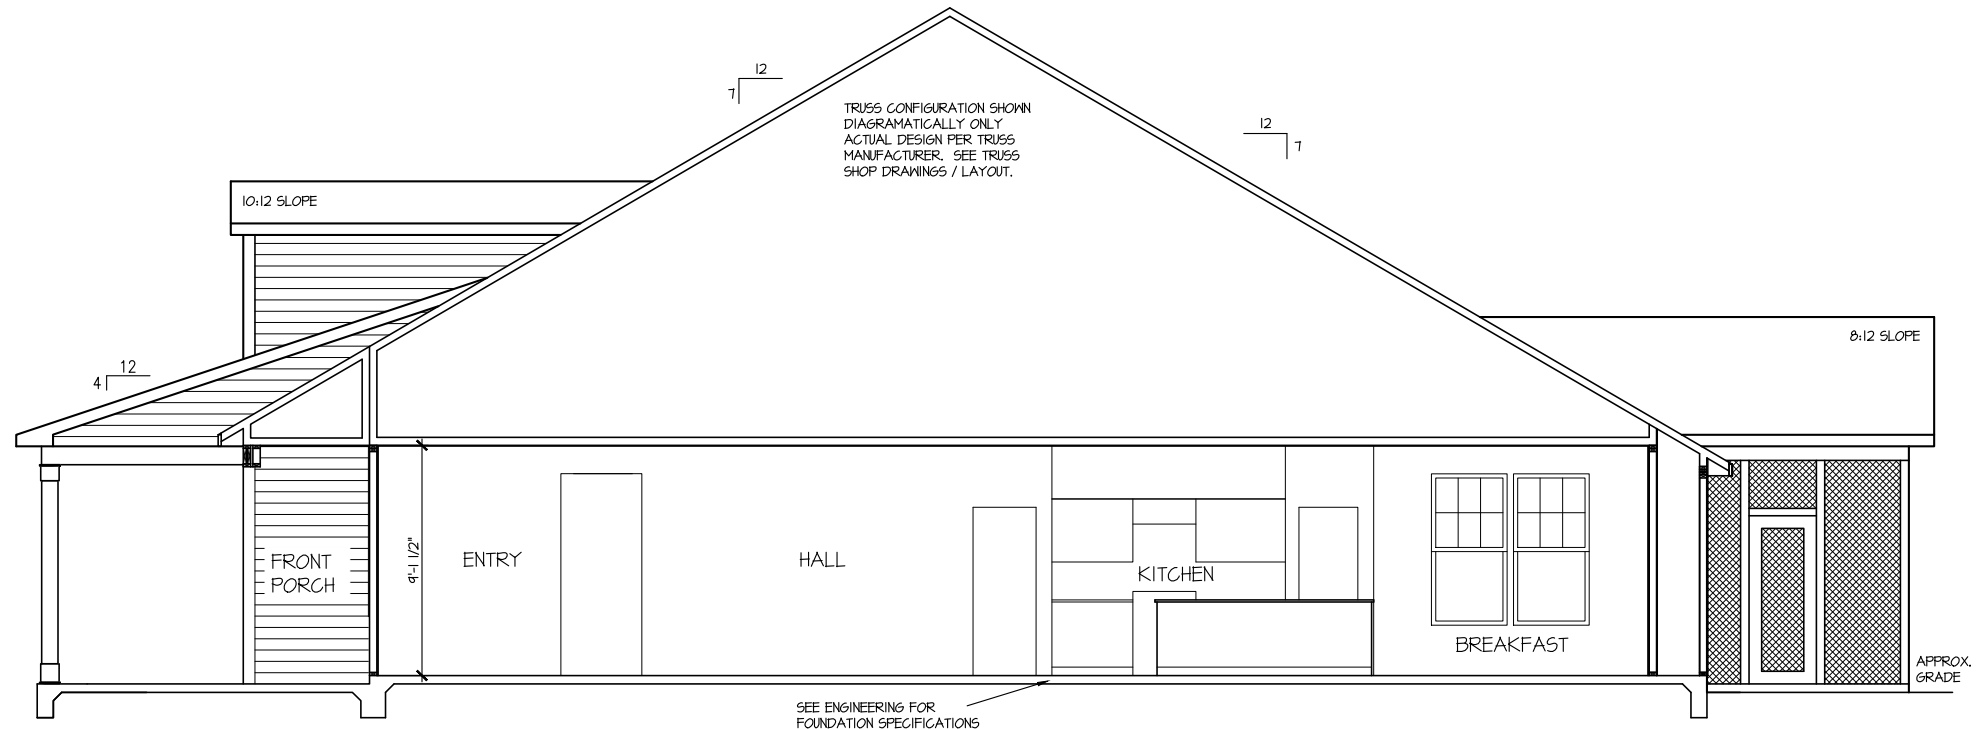 12
7
TRUSS CONFIGURATION SHOWN
DIAGRAMATICALLY ONLY
ACTUAL DESIGN PER TRUSS
MANUFACTURER.  SEE TRUSS
SHOP DRAWINGS / LAYOUT.
12
7
10:12 SLOPE
8:12 SLOPE
12
4
9'-1 1/2"
FRONT
PORCH
ENTRY
HALL
KITCHEN
BREAKFAST
APPROX.
GRADE
SEE ENGINEERING FOR
FOUNDATION SPECIFICATIONS